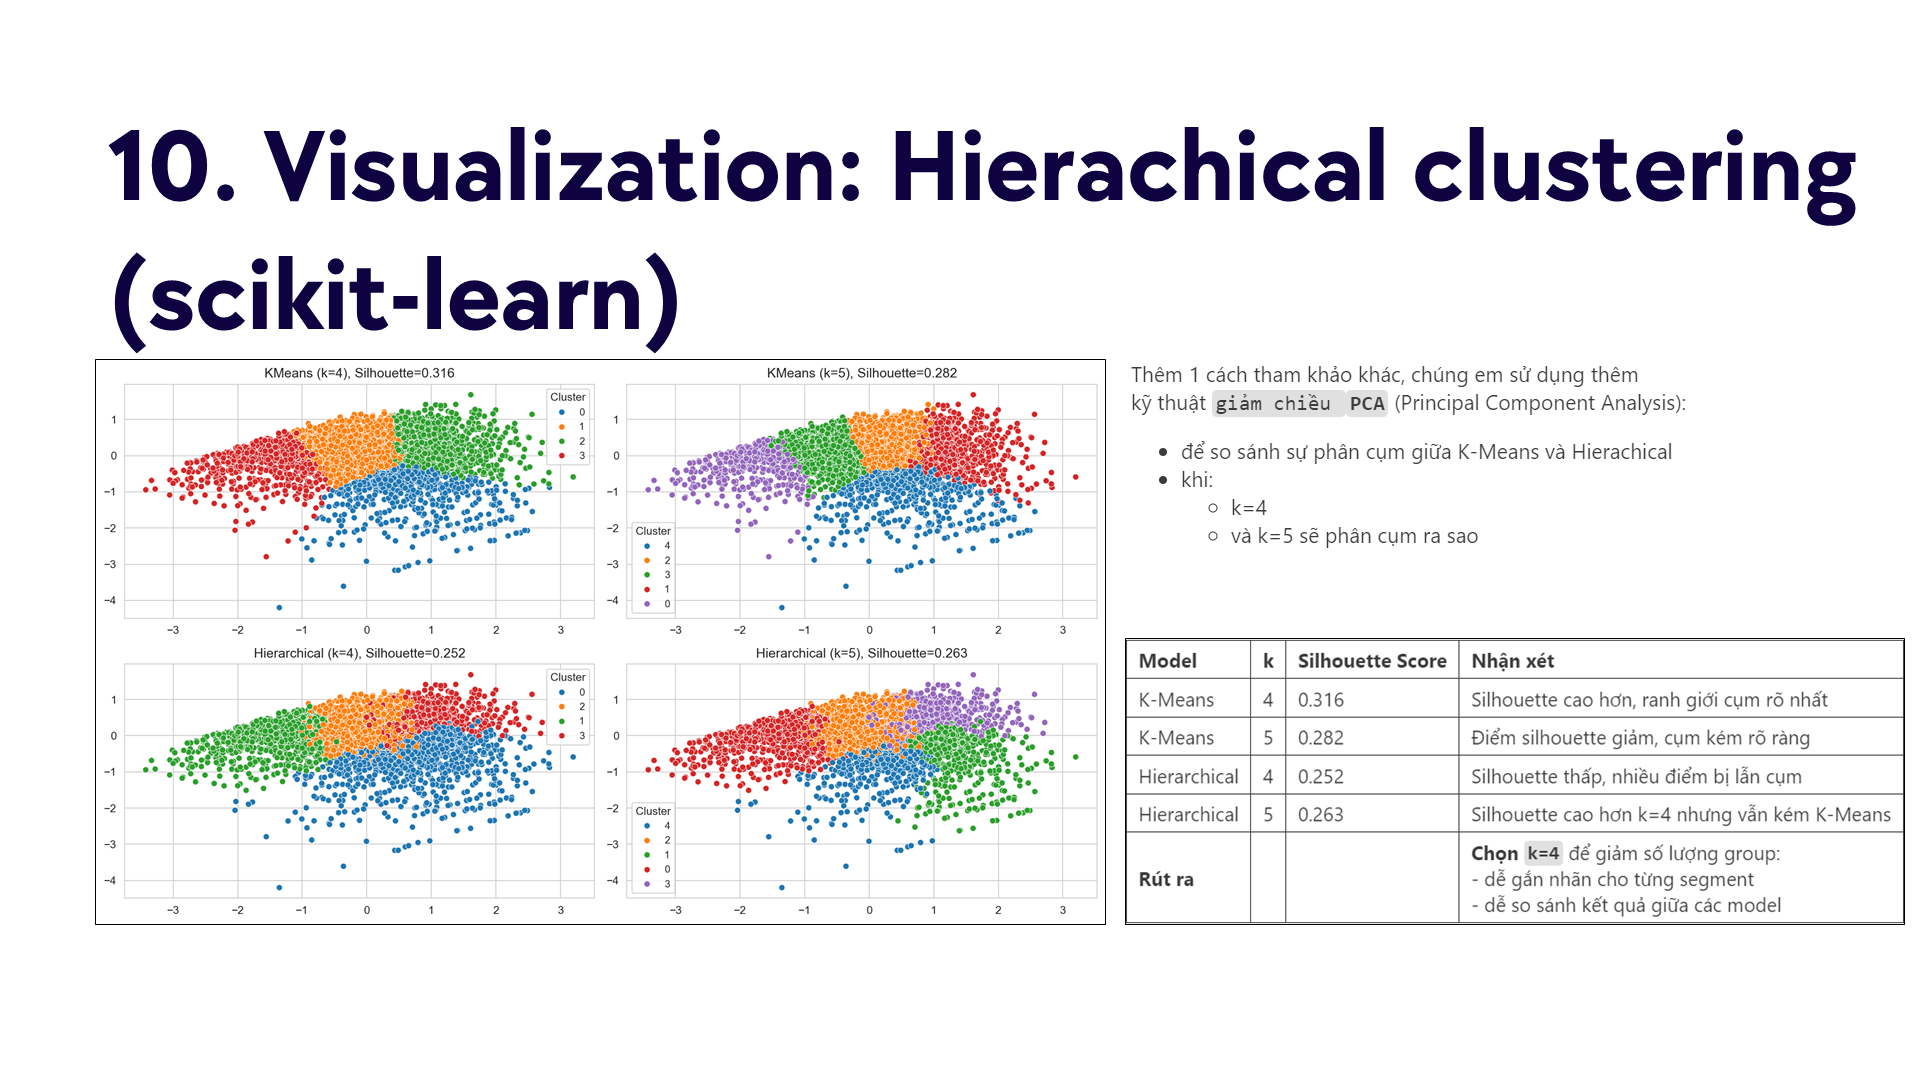 10. Visualization: Hierachical clustering
(scikit-learn)
KMeans (k=4), Silhouette=0.316
Cluster
0
1
2
3
1
0
−1
−2
−3
−4
−3 −2 −1 0 1 2 3
KMeans (k=5), Silhouette=0.282
1
0
−1
−2
−3
−4
Cluster
4
2
3
1
0
−3 −2 −1 0 1 2 3
Hierarchical (k=4), Silhouette=0.252
Cluster
0
2
1
3
1
0
−1
−2
−3
−4
−3 −2 −1 0 1 2 3
Hierarchical (k=5), Silhouette=0.263
1
0
−1
−2
−3
−4
Cluster
4
2
1
0
3
−3 −2 −1 0 1 2 3
Thêm 1 cách tham khảo khác, chúng em sử dụng thêm
kỹ thuật giảm chiều PCA (Principal Component Analysis):
để so sánh sự phân cụm giữa K-Means và Hierachical
khi:
k=4
và k=5 sẽ phân cụm ra sao
Model k Silhouette Score Nhận xét
K-Means 4 0.316 Silhouette cao hơn, ranh giới cụm rõ nhất
K-Means 5 0.282 Điểm silhouette giảm, cụm kém rõ ràng
Hierarchical 4 0.252 Silhouette thấp, nhiều điểm bị lẫn cụm
Hierarchical 5 0.263 Silhouette cao hơn k=4 nhưng vẫn kém K-Means
Rút ra
Chọn k=4 để giảm số lượng group:
- dễ gắn nhãn cho từng segment
- dễ so sánh kết quả giữa các model